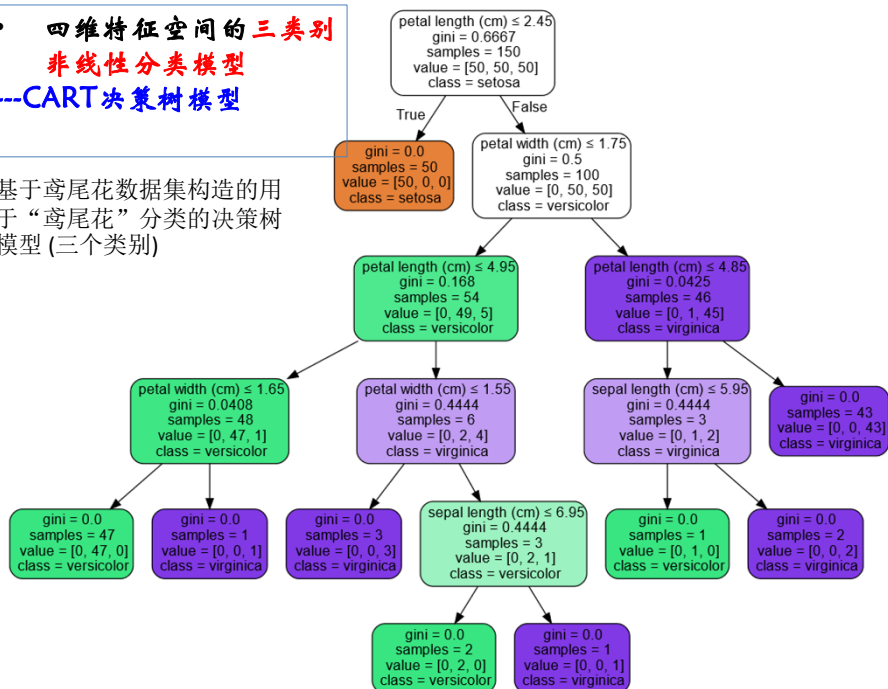 • 四维特征空间的三类别
非线性分类模型
--CART决策树模型
基于鸢尾花数据集构造的用
于“鸢尾花”分类的决策树
模型 (三个类别)
petal length (cm) ≤ 2.45
gini = 0.6667
samples = 150
value = [50, 50, 50]
class = setosa
True
False
gini = 0.0
samples = 50
value = [50, 0, 0]
class = setosa
petal width (cm) ≤ 1.75
gini = 0.5
samples = 100
value = [0, 50, 50]
class = versicolor
petal length (cm) ≤ 4.95
gini = 0.168
samples = 54
value = [0, 49, 5]
class = versicolor
petal length (cm) ≤ 4.85
gini = 0.0425
samples = 46
value = [0, 1, 45]
class = virginica
petal width (cm) ≤ 1.65
gini = 0.0408
samples = 48
value = [0, 47, 1]
class = versicolor
petal width (cm) ≤ 1.55
gini = 0.4444
samples = 6
value = [0, 2, 4]
class = virginica
sepal length (cm) ≤ 5.95
gini = 0.4444
samples = 3
value = [0, 1, 2]
class = virginica
gini = 0.0
samples = 43
value = [0, 0, 43]
class = virginica
gini = 0.0
samples = 47
value = [0, 47, 0]
class = versicolor
gini = 0.0
samples = 1
value = [0, 0, 1]
class = virginica
gini = 0.0
samples = 3
value = [0, 0, 3]
class = virginica
sepal length (cm) ≤ 6.95
gini = 0.4444
samples = 3
value = [0, 2, 1]
class = versicolor
gini = 0.0
samples = 1
value = [0, 1, 0]
class = versicolor
gini = 0.0
samples = 2
value = [0, 0, 2]
class = virginica
gini = 0.0
samples = 2
value = [0, 2, 0]
class = versicolor
gini = 0.0
samples = 1
value = [0, 0, 1]
class = virginica